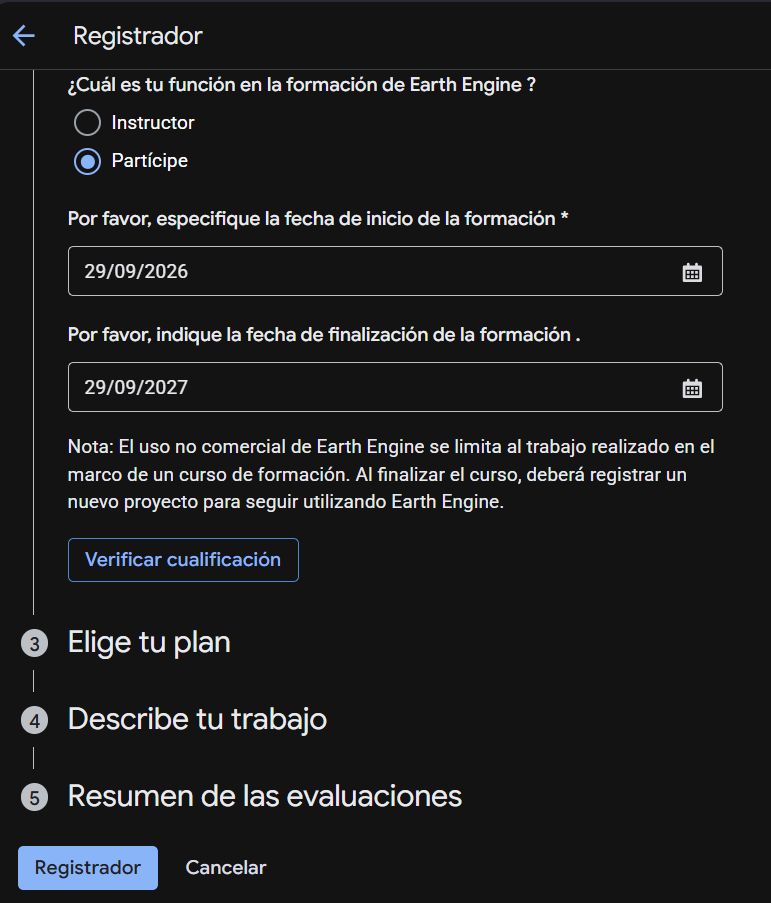 Registrador
¿Cuál es tu función en la formación de Earth Engine ?
Instructor
Partícipe
Por favor, especifique la fecha de inicio de la formación *
29/09/2026
Por favor, indique la fecha de finalización de la formación .
29/09/2027
Nota: El uso no comercial de Earth Engine se limita al trabajo realizado en el
marco de un curso de formación. Al finalizar el curso, deberá registrar un
nuevo proyecto para seguir utilizando Earth Engine.
Verificar cualificación
3 Elige tu plan
4 Describe tu trabajo
5 Resumen de las evaluaciones
Registrador Cancelar